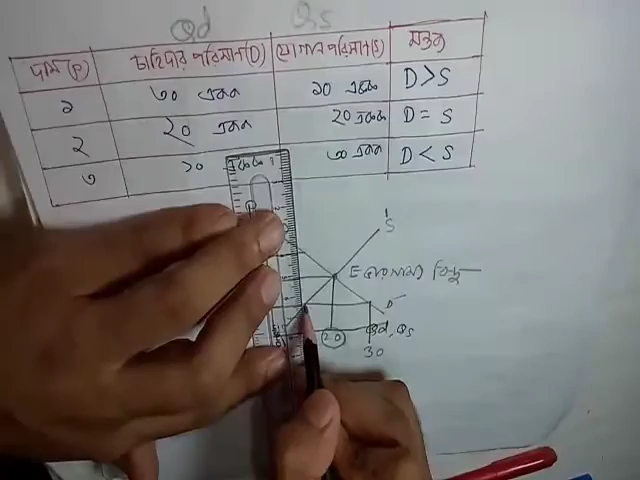 Qd Qs
দাম(P) চাহিদার পরিমাণ(D) যোগান পরিমাণ(S) মন্তব্য
১ ৩০ একক ১০ একক D > S
২ ২০ একক ২০ একক D = S
৩ ১০ ৩০ একক D < S
S
E ভারসাম্য বিন্দু
D
20 Qd, Qs
30